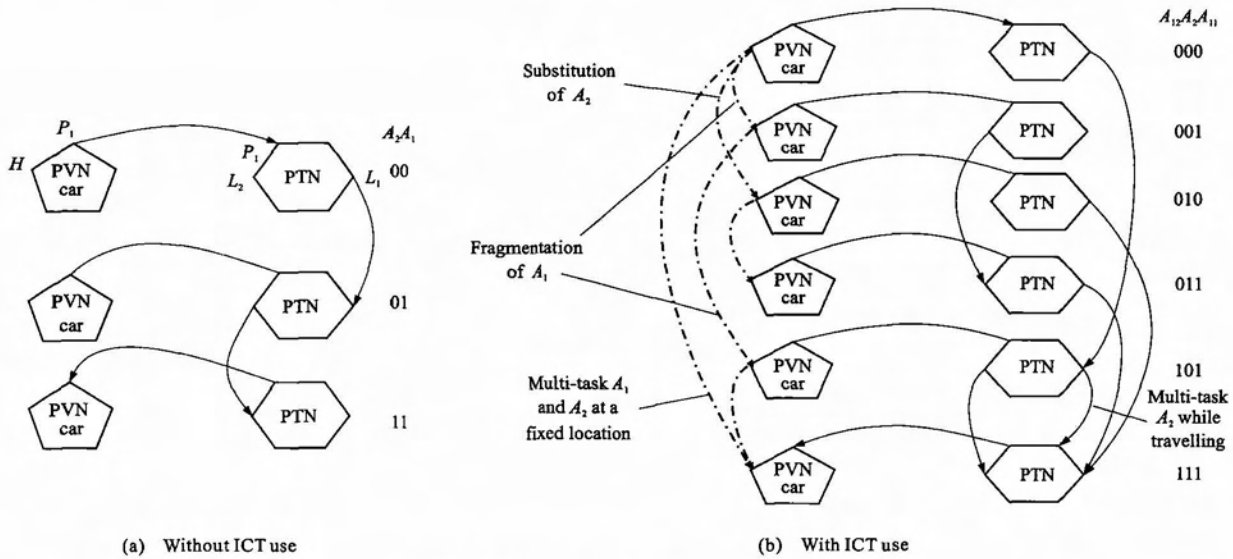 P₁
H
PVN
car
P₁
L₂
PTN
L₁
A₂A₁
00
PVN
car
PTN
01
PVN
car
PTN
11
(a) Without ICT use
A₁₂A₂A₁₁
PVN
car
PTN
000
Substitution
of A₂
PVN
car
PTN
001
PVN
car
PTN
010
Fragmentation
of A₁
PVN
car
PTN
011
PVN
car
PTN
101
Multi-task A₁
and A₂ at a
fixed location
Multi-task
A₂ while
travelling
PVN
car
PTN
111
(b) With ICT use